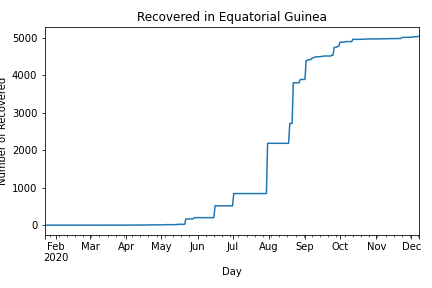 Recovered in Equatorial Guinea
Number of Recovered
5000
4000
3000
2000
1000
0
Feb Mar Apr May Jun Jul Aug Sep Oct Nov Dec
2020
Day